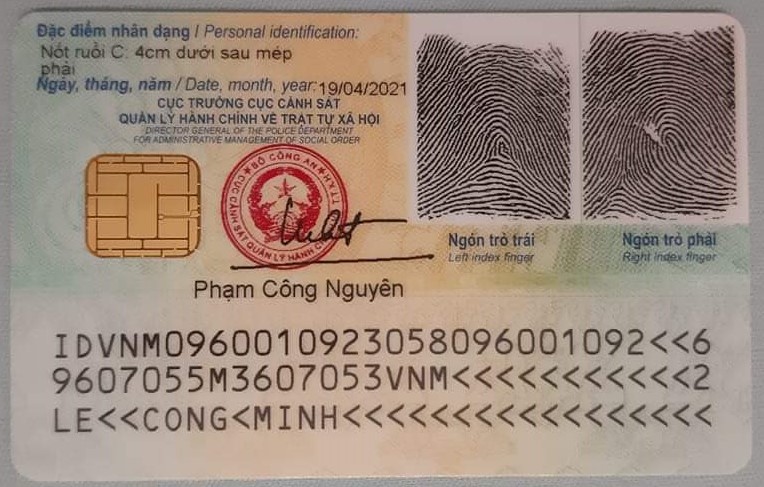 Đặc điểm nhân dạng / Personal identification:
Nốt ruồi C: 4cm dưới sau mép
phải
Ngày, tháng, năm / Date, month, year: 19/04/2021
CỤC TRƯỞNG CỤC CẢNH SÁT
QUẢN LÝ HÀNH CHÍNH VỀ TRẬT TỰ XÃ HỘI
DIRECTOR GENERAL OF THE POLICE DEPARTMENT
FOR ADMINISTRATIVE MANAGEMENT OF SOCIAL ORDER
BỘ CÔNG AN
CỤC CẢNH SÁT QUẢN LÝ HÀNH CHÍNH
Phạm Công Nguyên
Ngón trỏ trái
Left index finger
Ngón trỏ phải
Right index finger
IDVNM0960010923058096001092<<6
9607055M3607053VNM<<<<<<<<<<<2
LE<<CONG<MINH<<<<<<<<<<<<<<<<<